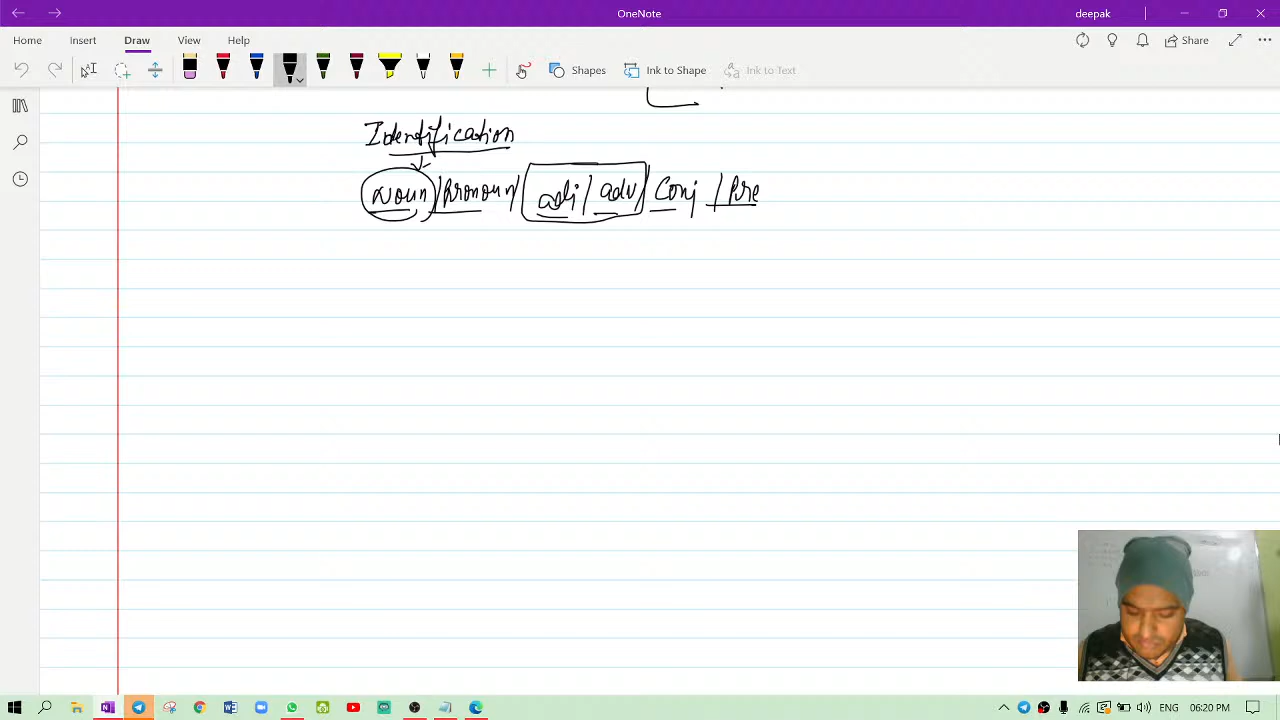 OneNote
deepak
Home Insert Draw View Help
Share
Shapes Ink to Shape Ink to Text
Identification
Noun/Pronoun/adj/adv/Conj/Pre
ENG 06:20 PM